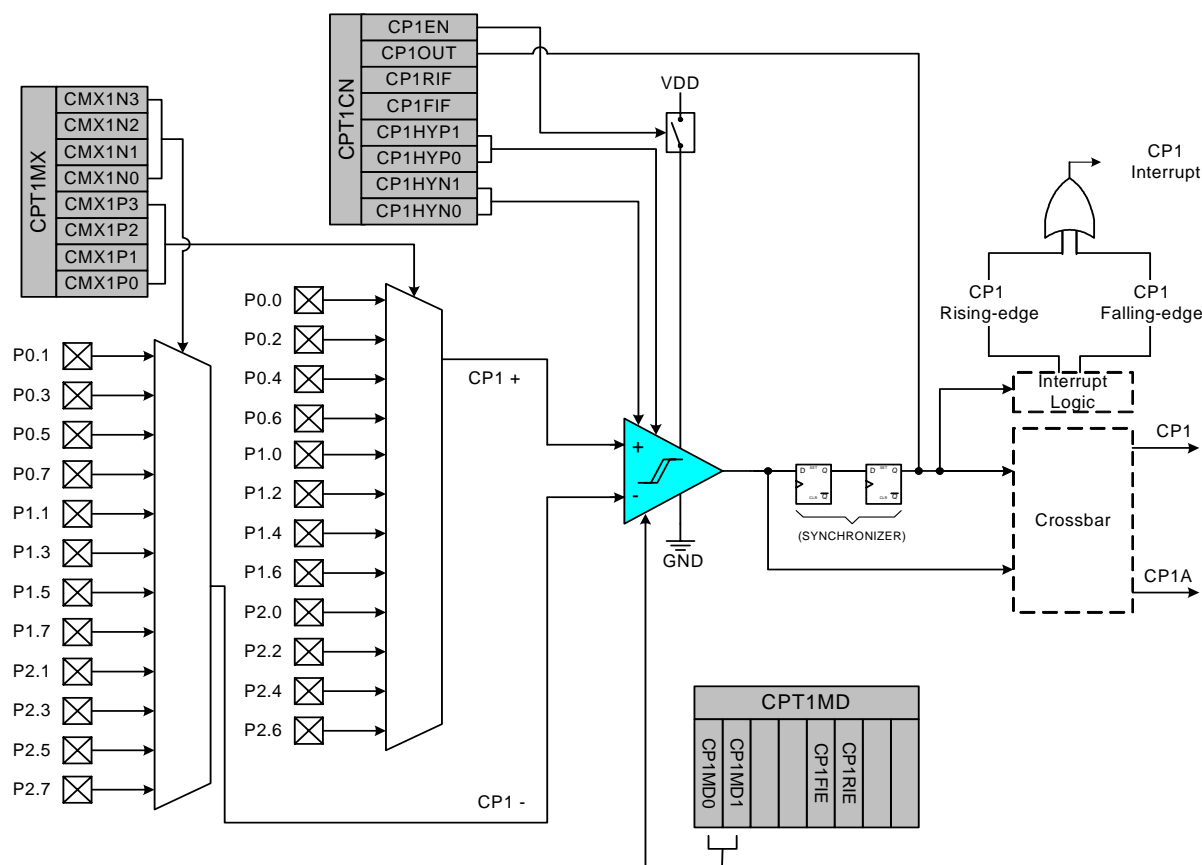 CPT1CN
CP1EN
CP1OUT
CP1RIF
CP1FIF
CP1HYP1
CP1HYP0
CP1HYN1
CP1HYN0
CPT1MX
CMX1N3
CMX1N2
CMX1N1
CMX1N0
CMX1P3
CMX1P2
CMX1P1
CMX1P0
VDD
CP1
Interrupt
CP1
Rising-edge
CP1
Falling-edge
Interrupt
Logic
P0.0
P0.2
P0.4
P0.6
P1.0
P1.2
P1.4
P1.6
P2.0
P2.2
P2.4
P2.6
P0.1
P0.3
P0.5
P0.7
P1.1
P1.3
P1.5
P1.7
P2.1
P2.3
P2.5
P2.7
CP1 +
CP1 -
+
-
GND
D SET Q
CLR Q
D SET Q
CLR Q
(SYNCHRONIZER)
Crossbar
CP1
CP1A
CPT1MD
CP1MD0
CP1MD1
CP1FIE
CP1RIE